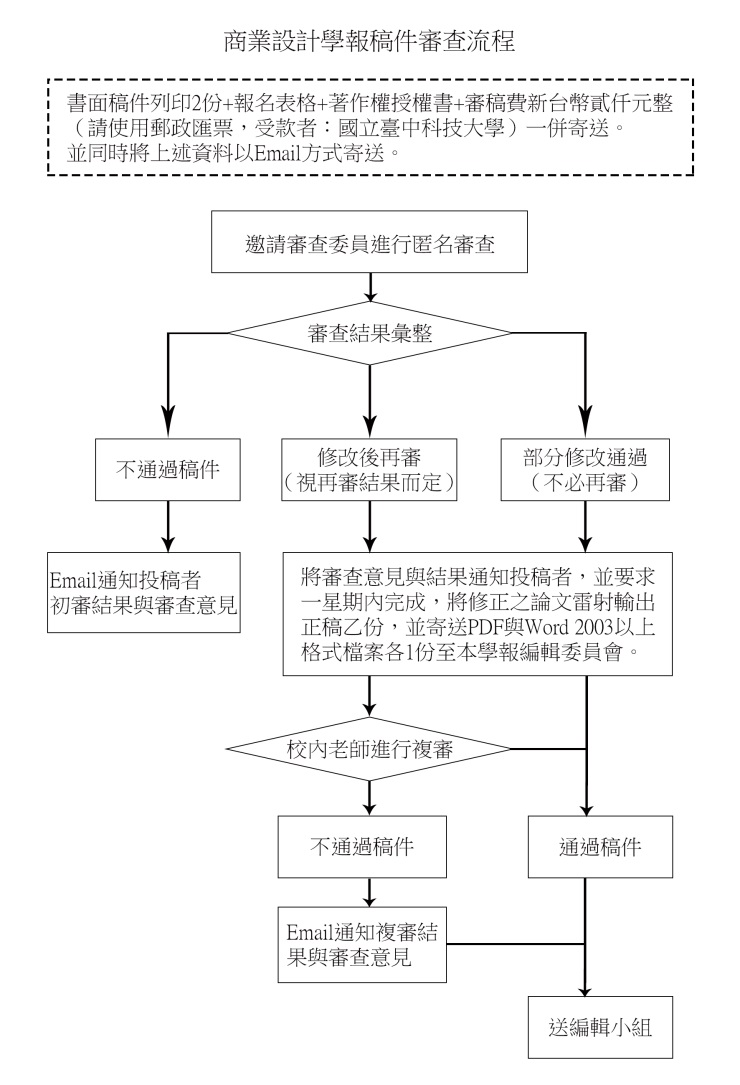 商業設計學報稿件審查流程
書面稿件列印2份+報名表格+著作權授權書+審稿費新台幣貳仟元整
（請使用郵政匯票，受款者：國立臺中科技大學）一併寄送。
並同時將上述資料以Email方式寄送。
邀請審查委員進行匿名審查
審查結果彙整
不通過稿件
修改後再審
（視再審結果而定）
部分修改通過
（不必再審）
Email通知投稿者
初審結果與審查意見
將審查意見與結果通知投稿者，並要求
一星期內完成，將修正之論文雷射輸出
正稿乙份，並寄送PDF與Word 2003以上
格式檔案各1份至本學報編輯委員會。
校內老師進行複審
不通過稿件
通過稿件
Email通知複審結
果與審查意見
送編輯小組